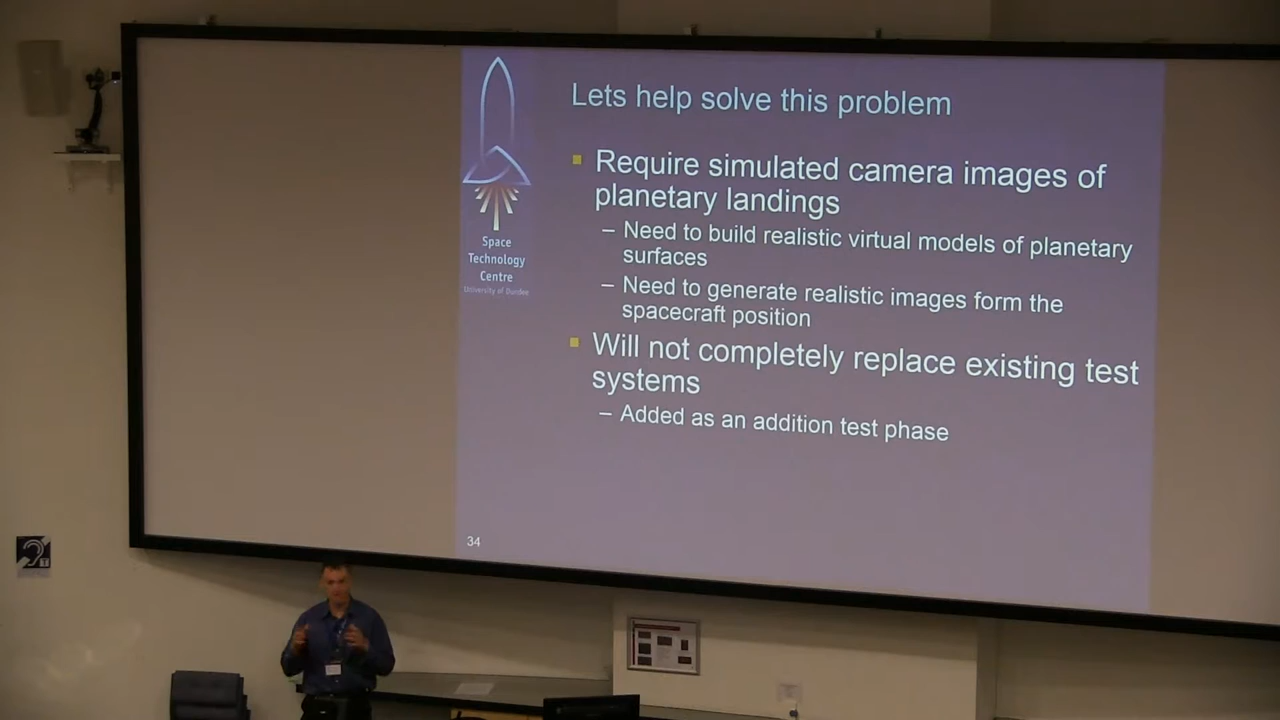 Lets help solve this problem
Require simulated camera images of
planetary landings
– Need to build realistic virtual models of planetary
surfaces
– Need to generate realistic images form the
spacecraft position
Will not completely replace existing test
systems
– Added as an addition test phase
Space
Technology
Centre
University of Dundee
34
T